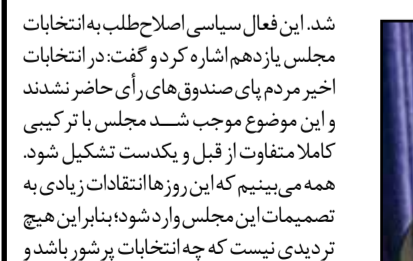 شد. این فعال سیاسی اصلاح‌طلب به انتخابات
مجلس یازدهم اشاره کرد و گفت: در انتخابات
اخیر مردم پای صندوق‌های رأی حاضر نشدند
و این موضوع موجب شد مجلس با ترکیبی
کاملا متفاوت از قبل و یکدست تشکیل شود.
همه می‌بینیم که این روزها انتقادات زیادی به
تصمیمات این مجلس وارد شود؛ بنابراین هیچ
تردیدی نیست که چه انتخابات پرشور باشد و